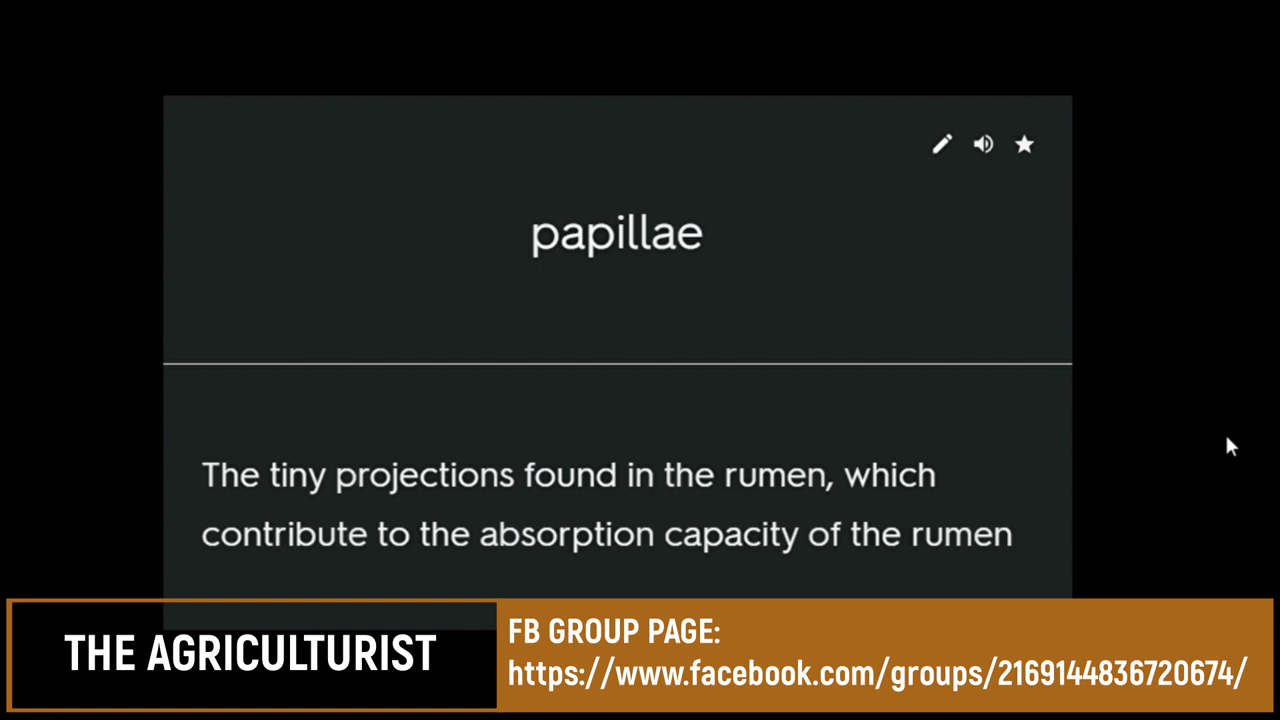 papillae
The tiny projections found in the rumen, which
contribute to the absorption capacity of the rumen
THE AGRICULTURIST
FB GROUP PAGE:
https://www.facebook.com/groups/2169144836720674/